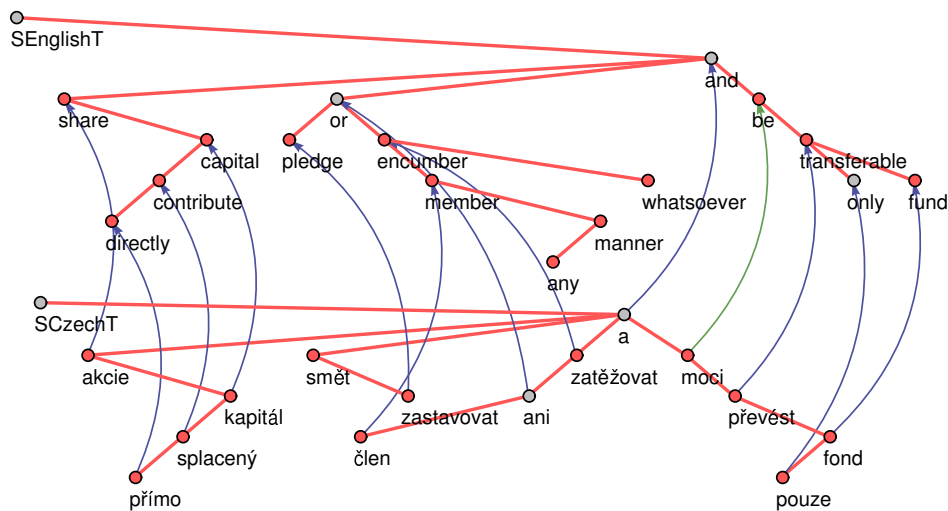 SEnglishT
and
share
or
be
capital
pledge
encumber
transferable
contribute
member
whatsoever
only
fund
directly
manner
any
SCzechT
a
akcie
smět
zatěžovat
moci
kapitál
zastavovat
ani
převést
splacený
člen
fond
přímo
pouze